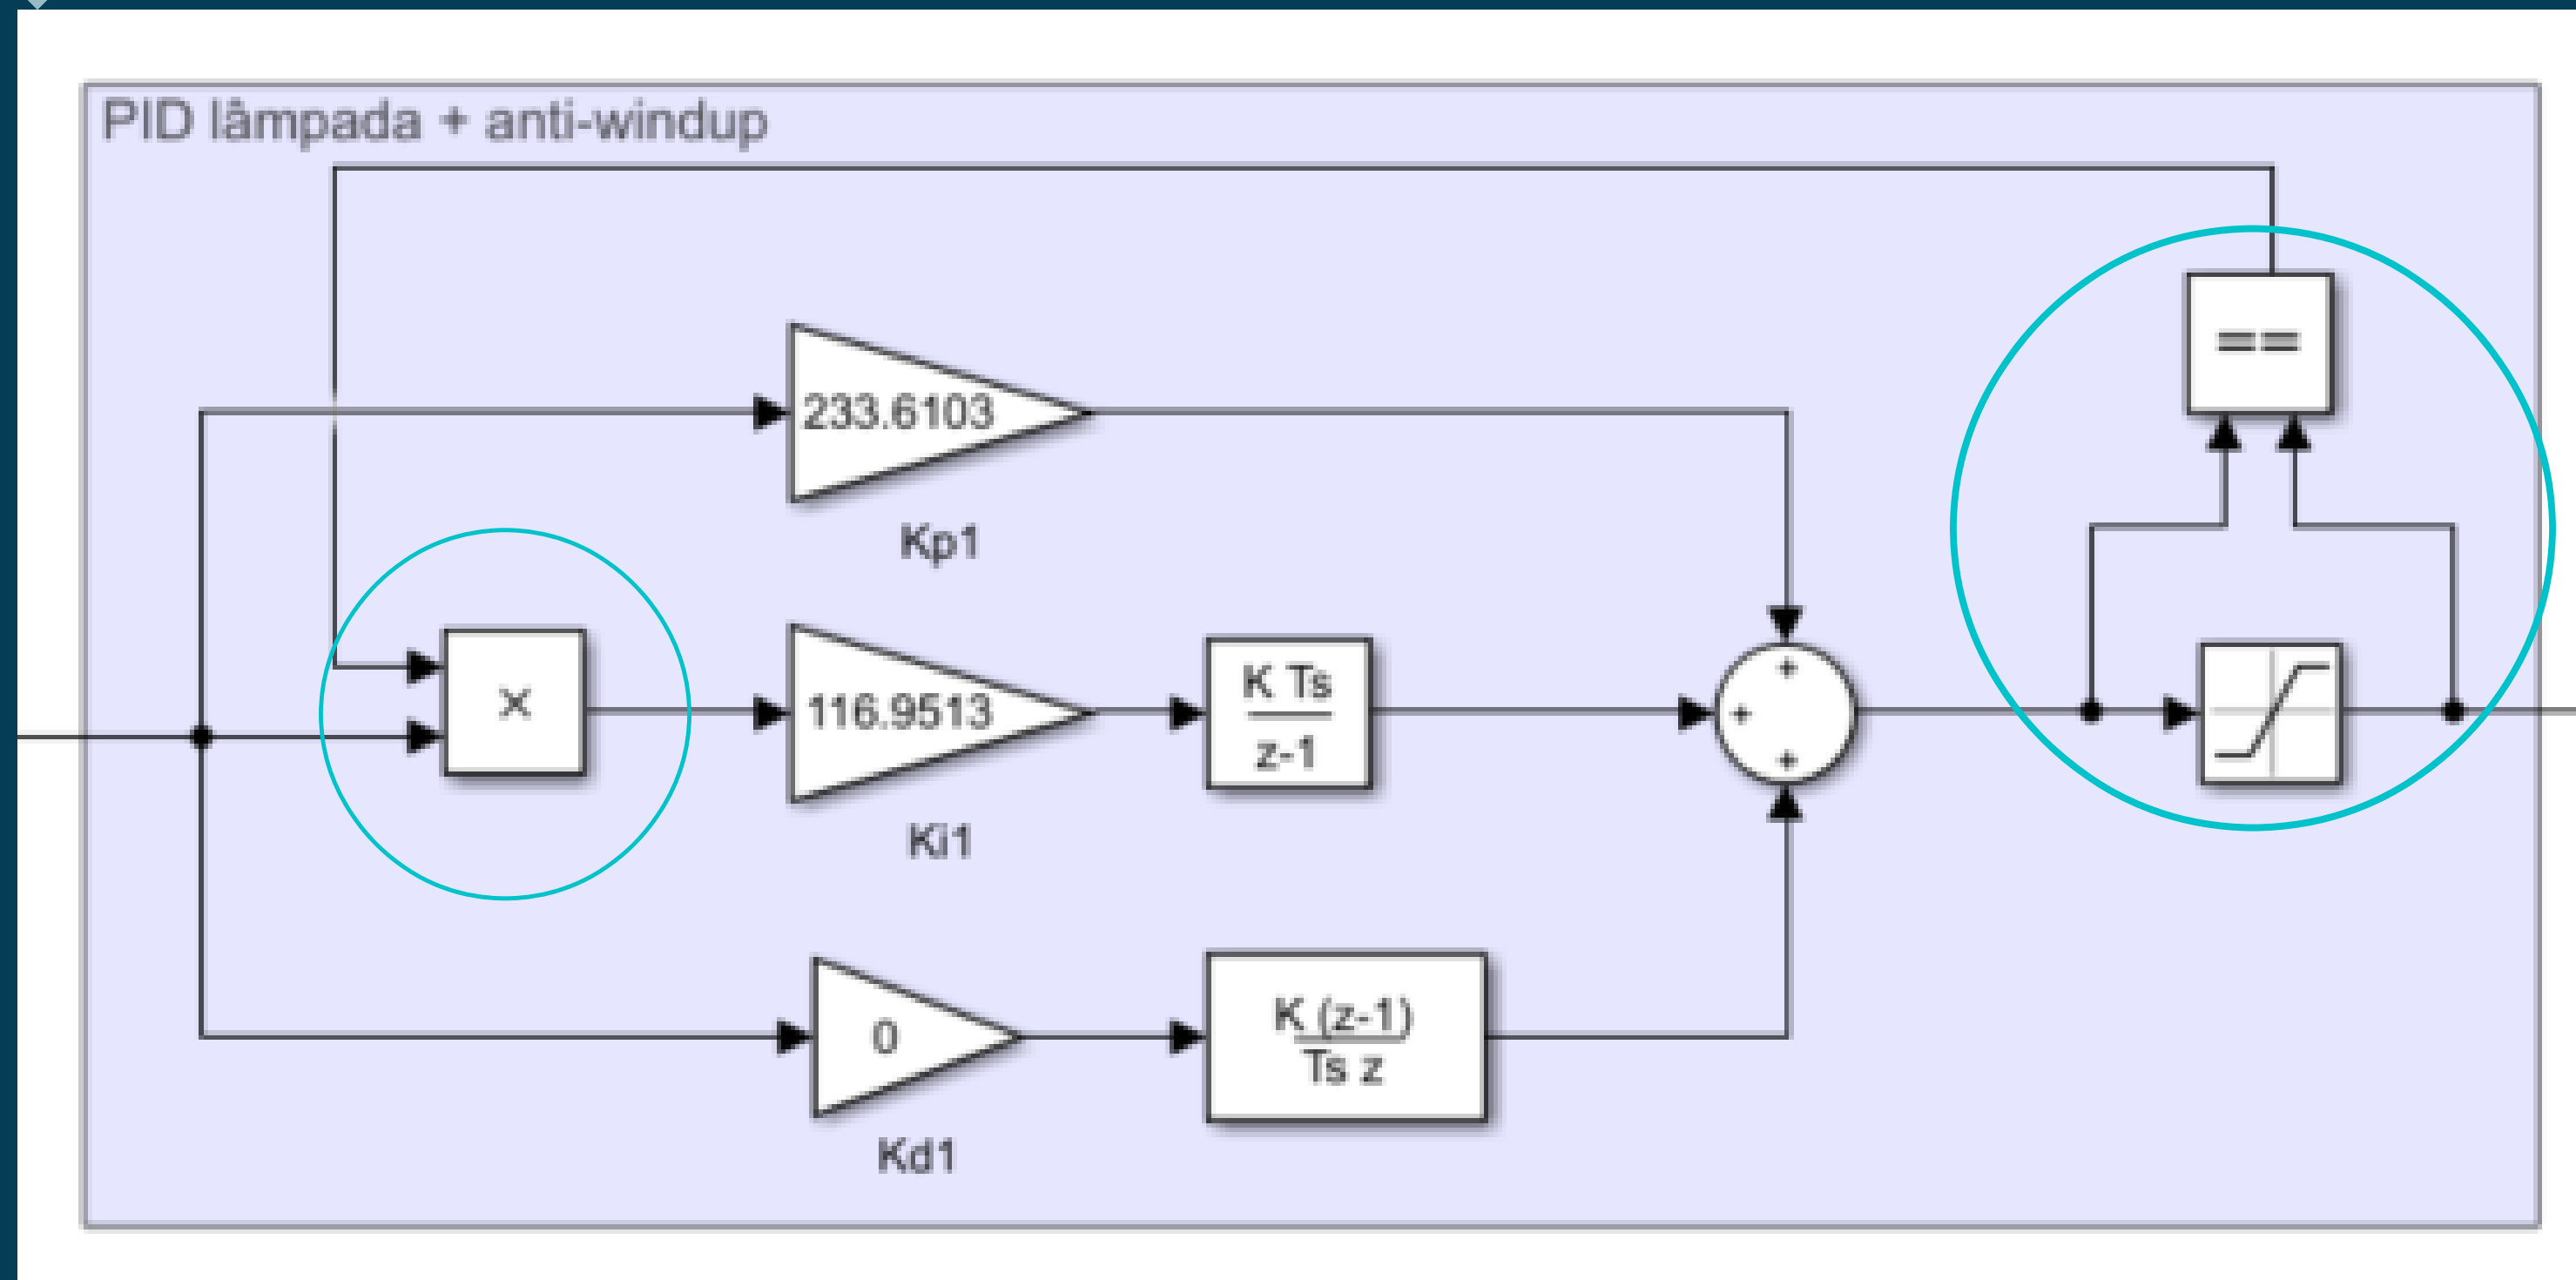 PID lâmpada + anti-windup
==
233.6103
Kp1
×
116.9513
Ki1
K Ts
z-1
+
+
+
0
Kd1
K (z-1)
Ts z